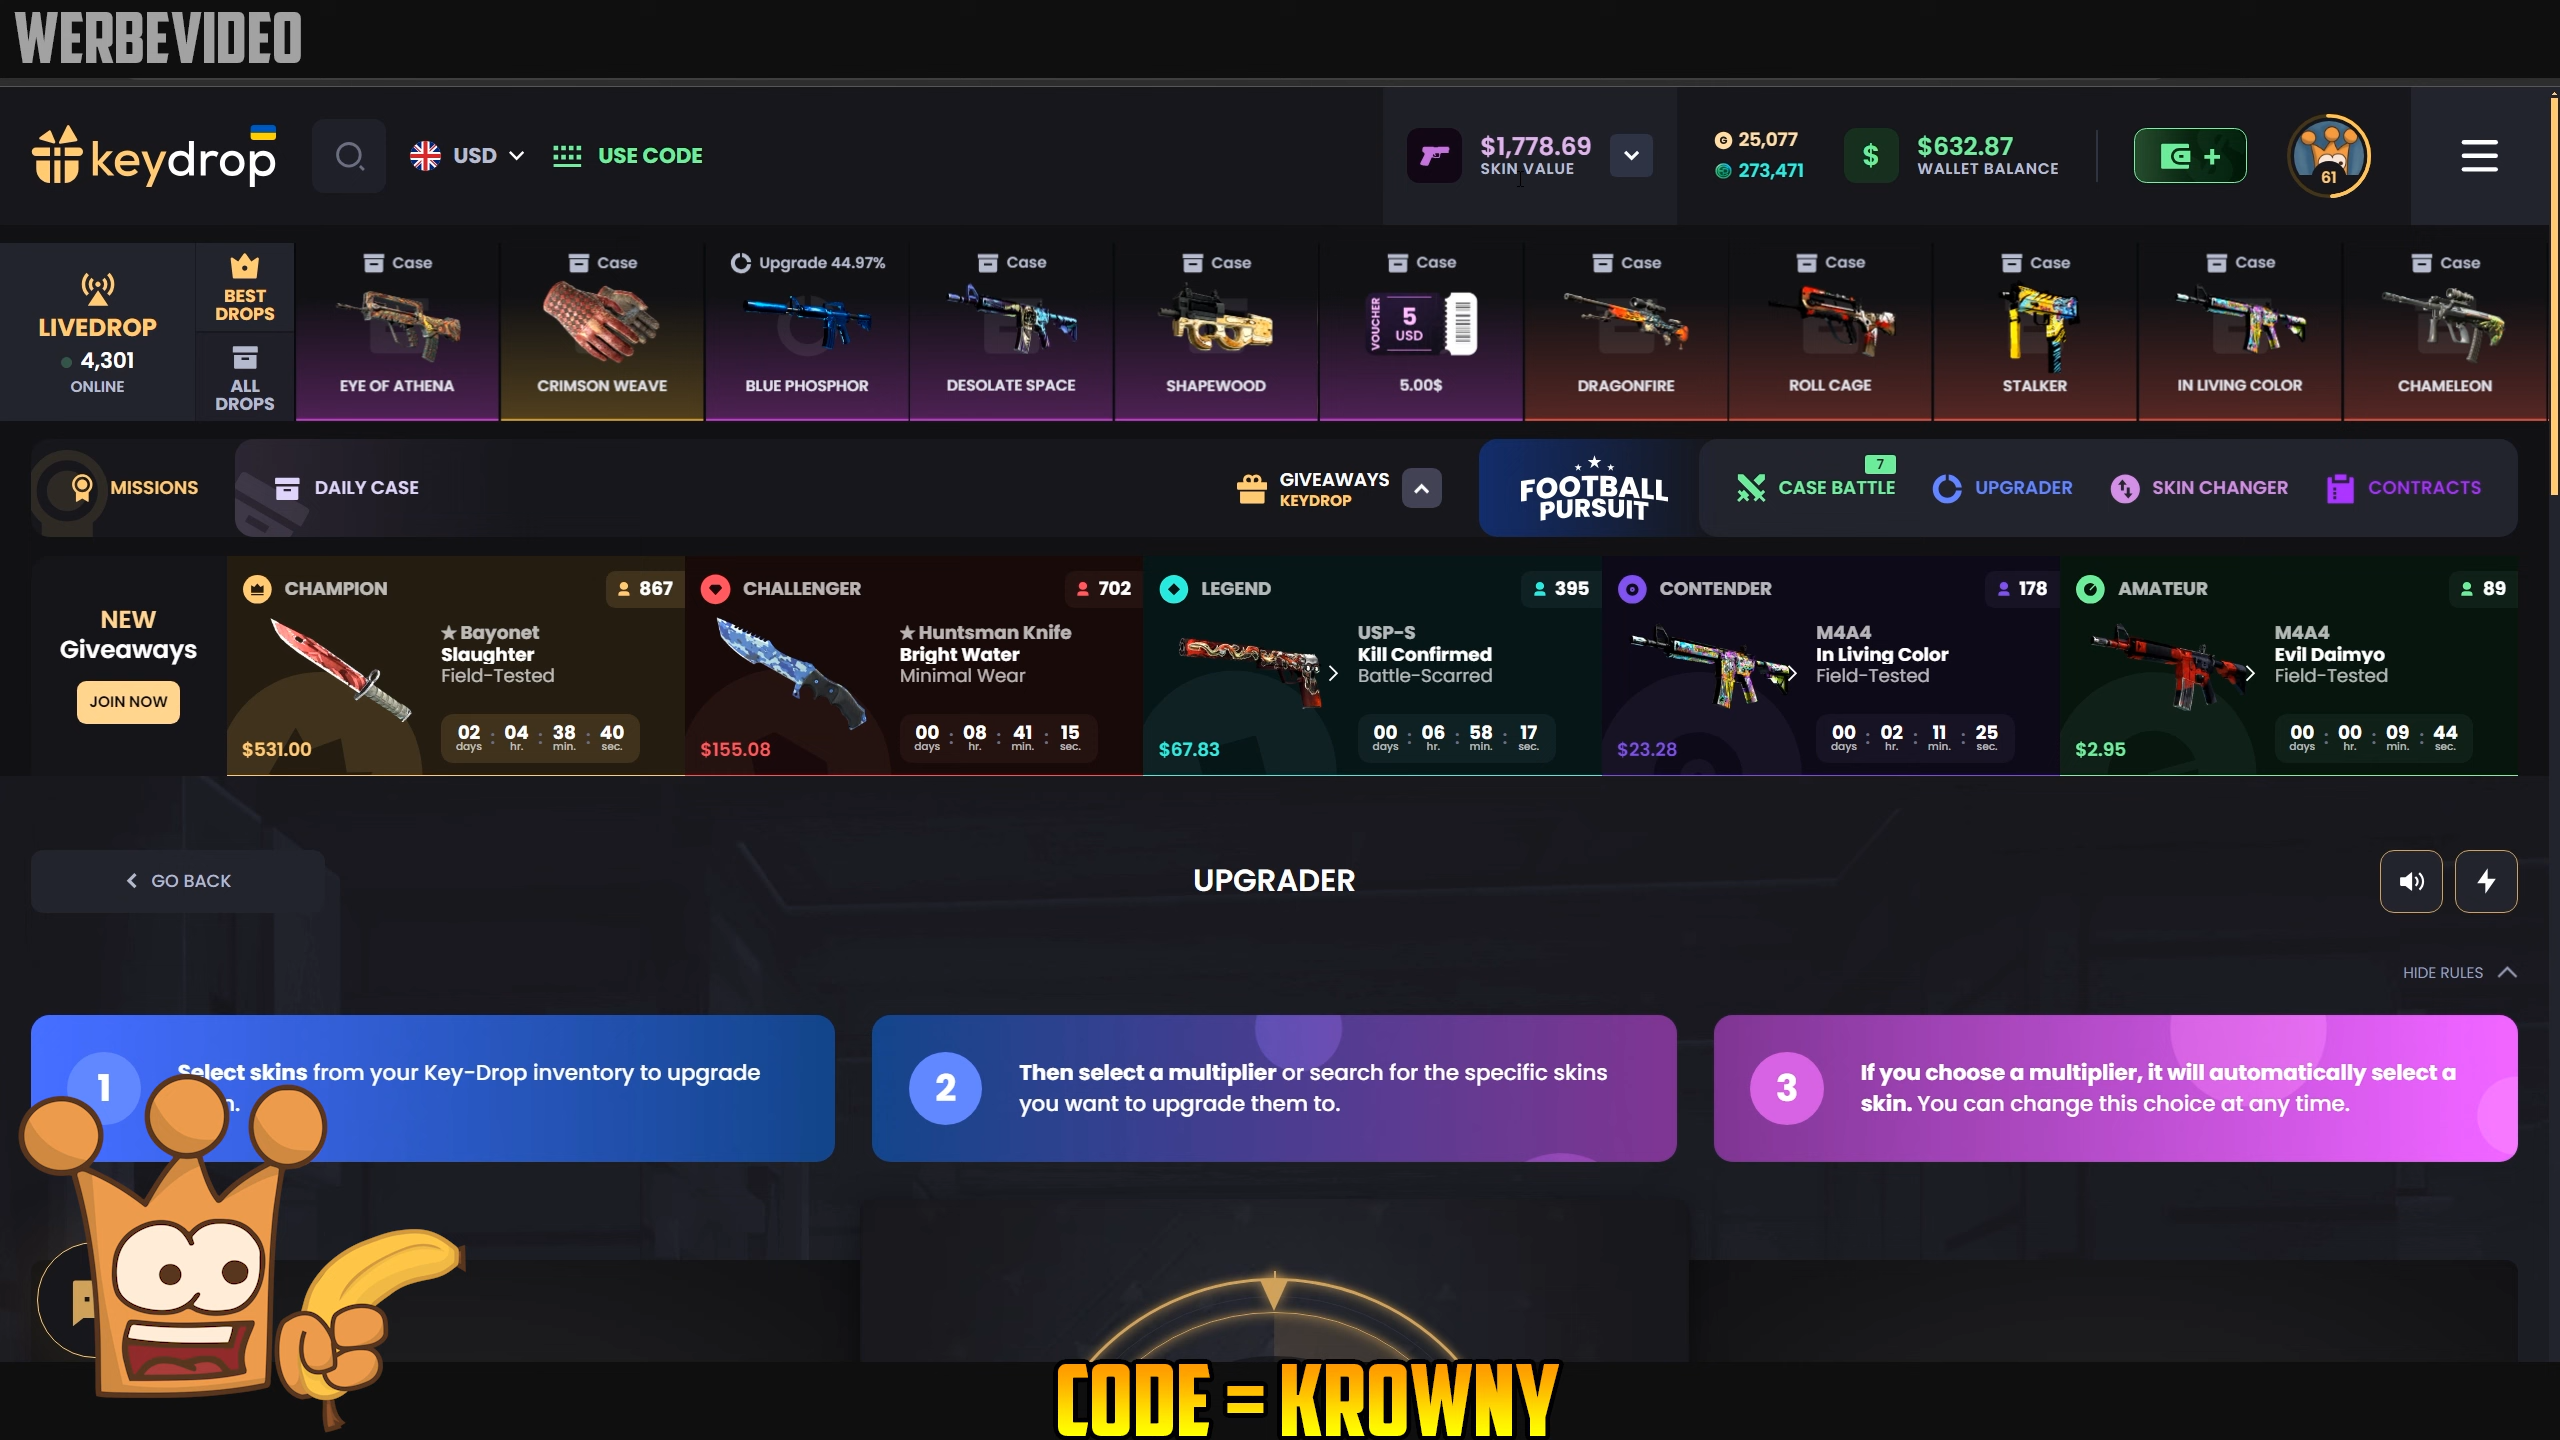 WERBEVIDEO
keydrop
USD
USE CODE
$1,778.69
SKIN VALUE
25,077
273,471
$632.87
WALLET BALANCE
61
LIVEDROP
4,301
ONLINE
BEST
DROPS
ALL
DROPS
Case
EYE OF ATHENA
Case
CRIMSON WEAVE
Upgrade 44.97%
BLUE PHOSPHOR
Case
DESOLATE SPACE
Case
SHAPEWOOD
Case
VOUCHER
5
USD
5.00$
Case
DRAGONFIRE
Case
ROLL CAGE
Case
STALKER
Case
IN LIVING COLOR
Case
CHAMELEON
MISSIONS
DAILY CASE
GIVEAWAYS
KEYDROP
FOOTBALL
PURSUIT
7
CASE BATTLE
UPGRADER
SKIN CHANGER
CONTRACTS
NEW
Giveaways
JOIN NOW
CHAMPION
867
★ Bayonet
Slaughter
Field-Tested
$531.00
02 : 04 : 38 : 40
days hr. min. sec.
CHALLENGER
702
★ Huntsman Knife
Bright Water
Minimal Wear
$155.08
00 : 08 : 41 : 15
days hr. min. sec.
LEGEND
395
USP-S
Kill Confirmed
Battle-Scarred
$67.83
00 : 06 : 58 : 17
days hr. min. sec.
CONTENDER
178
M4A4
In Living Color
Field-Tested
$23.28
00 : 02 : 11 : 25
days hr. min. sec.
AMATEUR
89
M4A4
Evil Daimyo
Field-Tested
$2.95
00 : 00 : 09 : 44
days hr. min. sec.
GO BACK
UPGRADER
HIDE RULES
1
Select skins from your Key-Drop inventory to upgrade
2
Then select a multiplier or search for the specific skins
you want to upgrade them to.
3
If you choose a multiplier, it will automatically select a
skin. You can change this choice at any time.
CODE = KROWNY